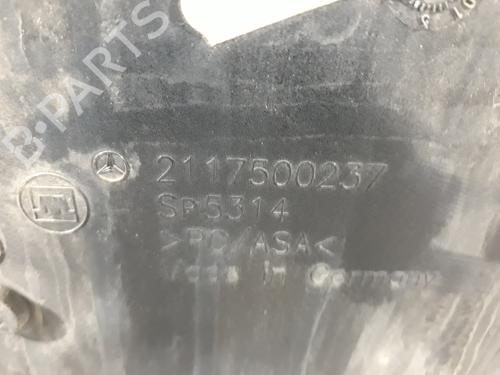 B-PARTS
2117500237
Sp5314
>PC/ASA<
Made in Germany